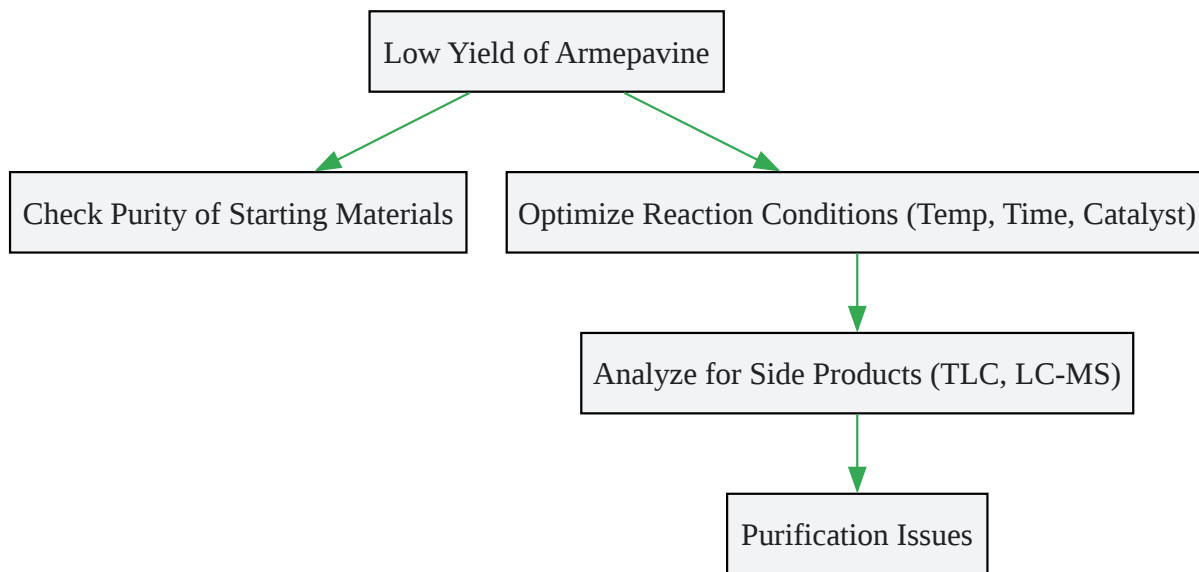 Low Yield of Armepavine
Check Purity of Starting Materials
Optimize Reaction Conditions (Temp, Time, Catalyst)
Analyze for Side Products (TLC, LC-MS)
Purification Issues